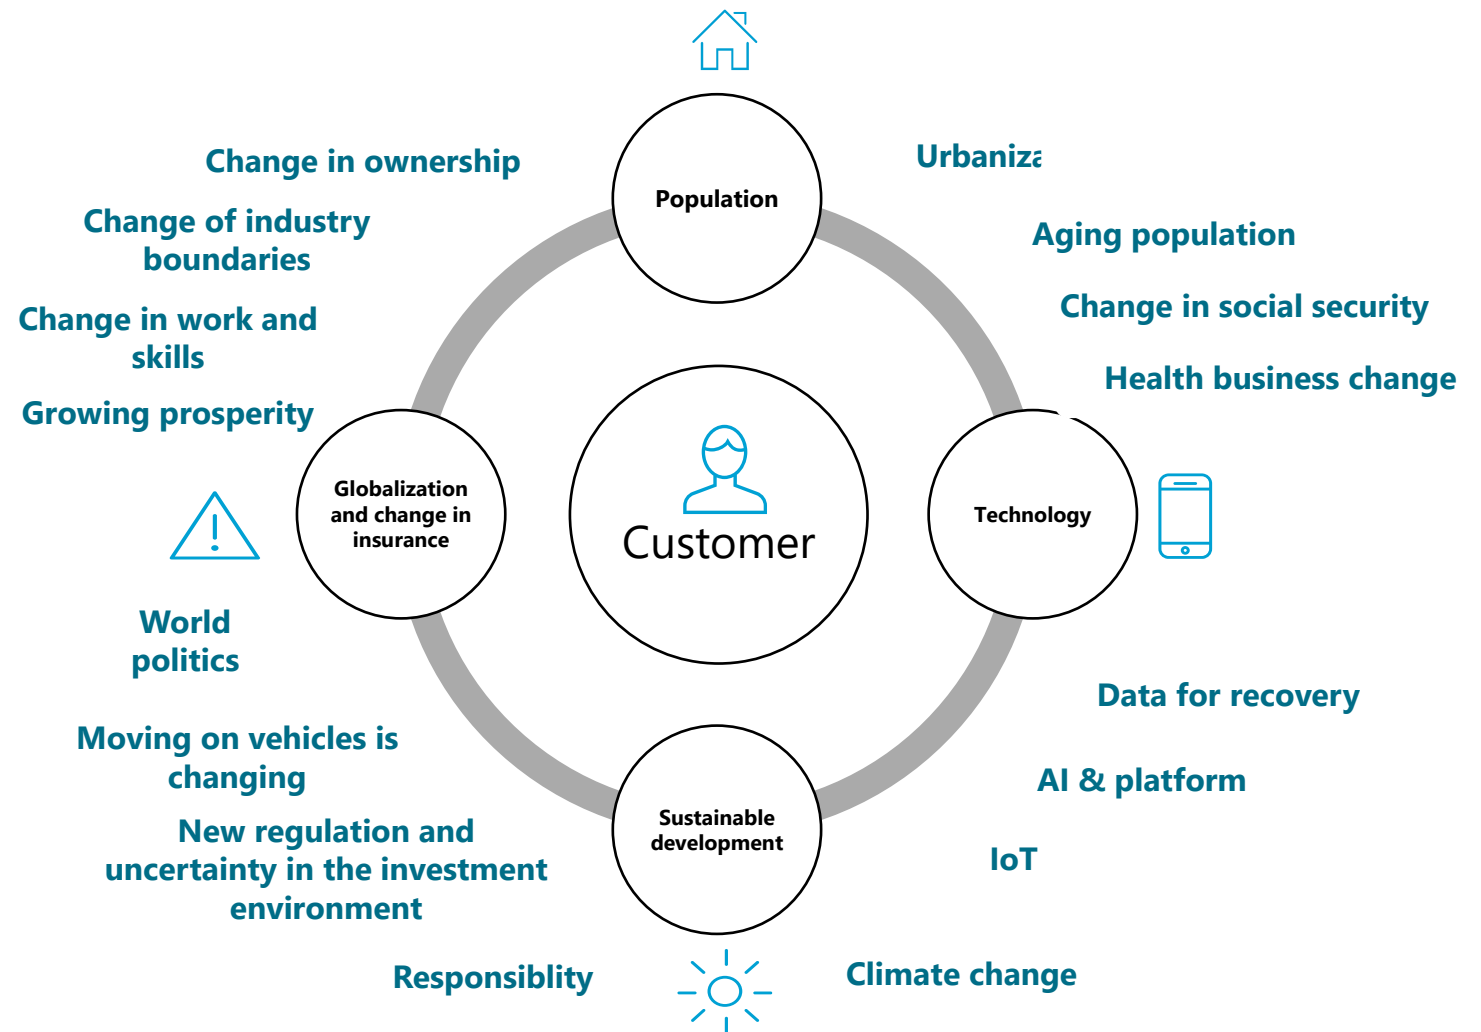 Change in ownership
Urbaniza
Population
Change of industry
boundaries
Aging population
Change in work and
skills
Change in social security
Growing prosperity
Health business change
Globalization
and change in
insurance
Customer
Technology
World
politics
Data for recovery
Moving on vehicles is
changing
AI & platform
New regulation and
uncertainty in the investment
environment
Sustainable
development
IoT
Responsiblity
Climate change